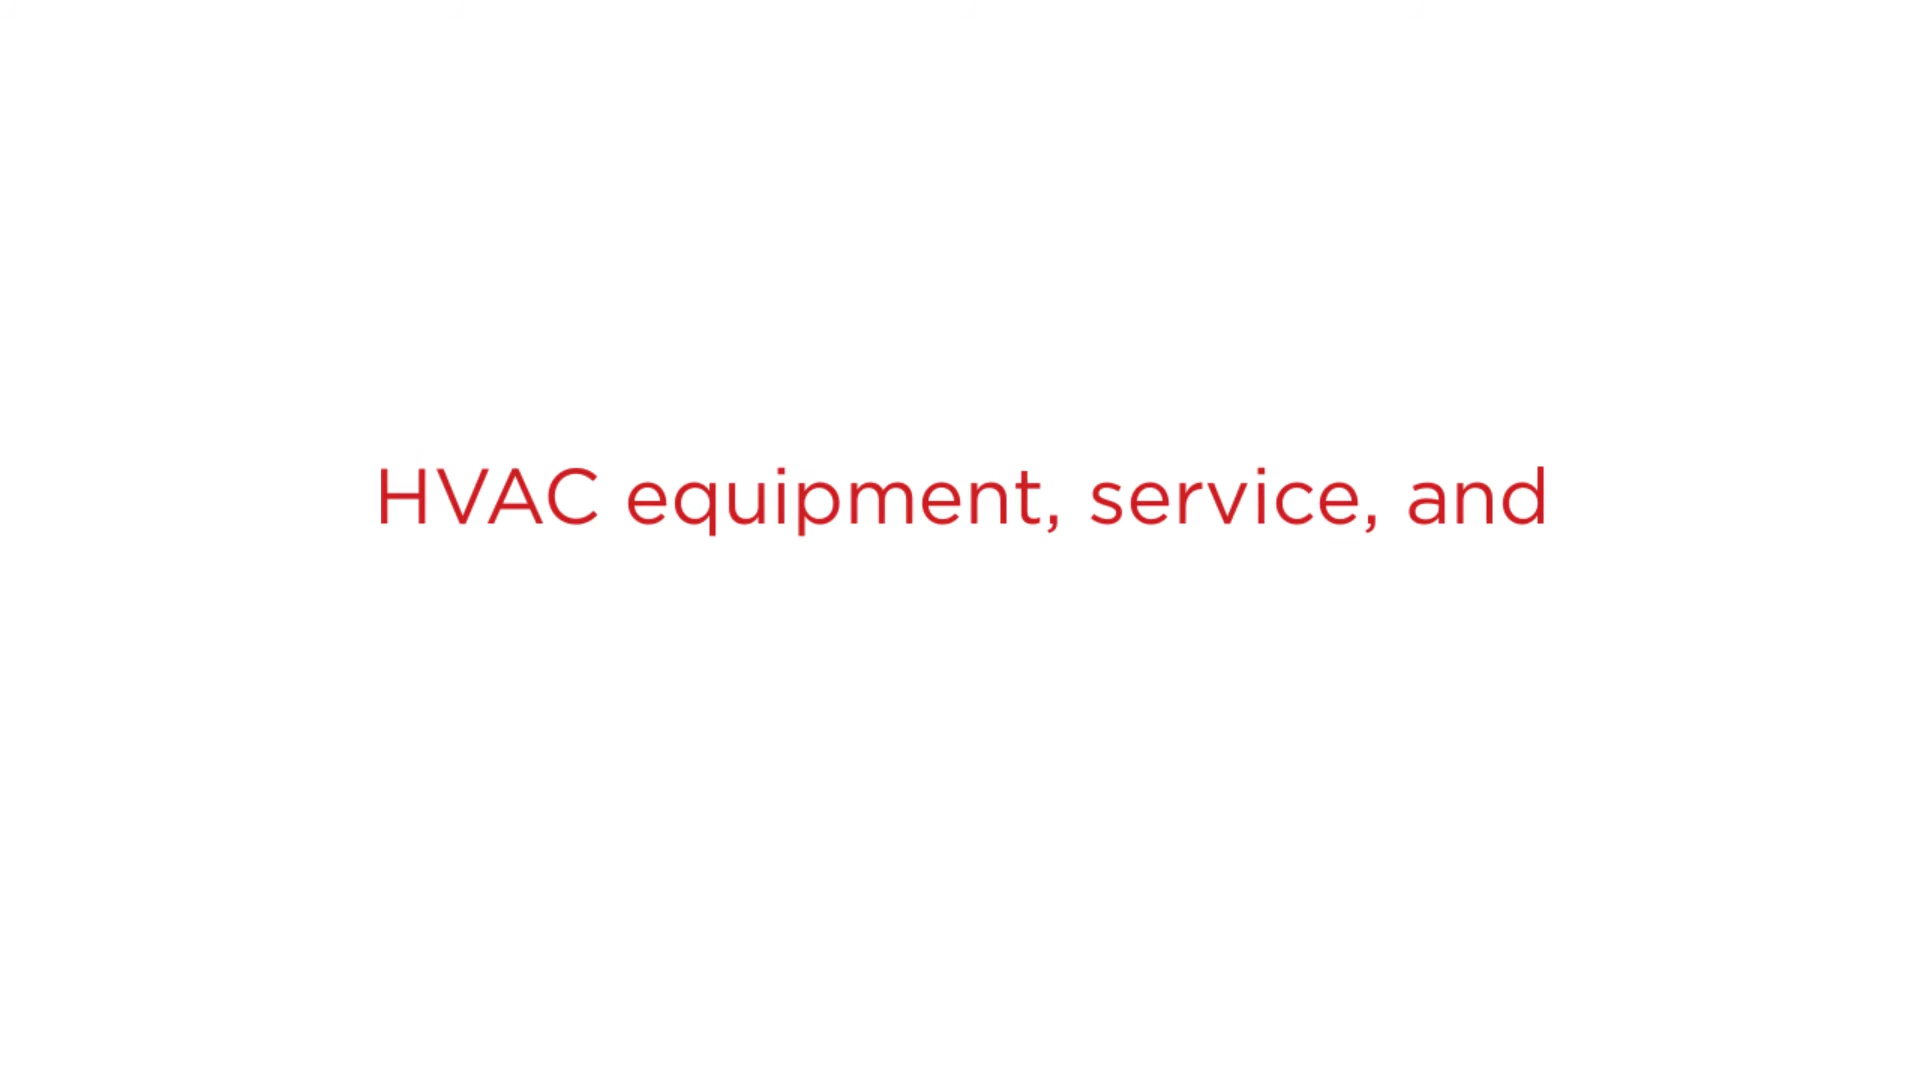 HVAC equipment, service, and